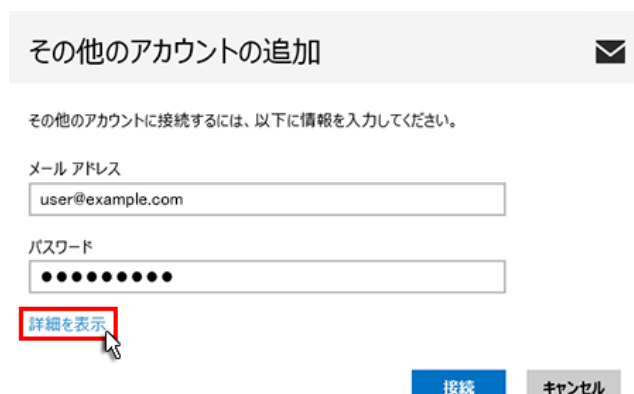 その他のアカウントの追加
その他のアカウントに接続するには、以下に情報を入力してください。
メール アドレス
user@example.com
パスワード
●●●●●●●●●
詳細を表示
接続 キャンセル